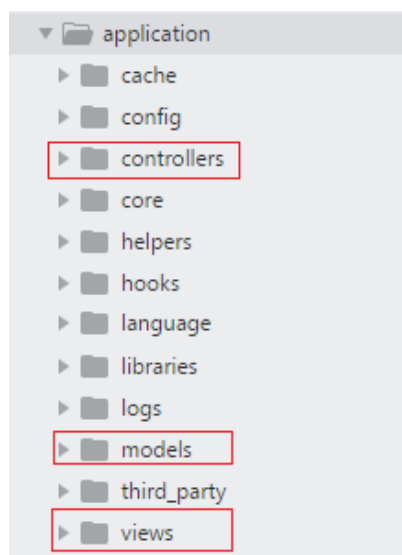 application
cache
config
controllers
core
helpers
hooks
language
libraries
logs
models
third_party
views